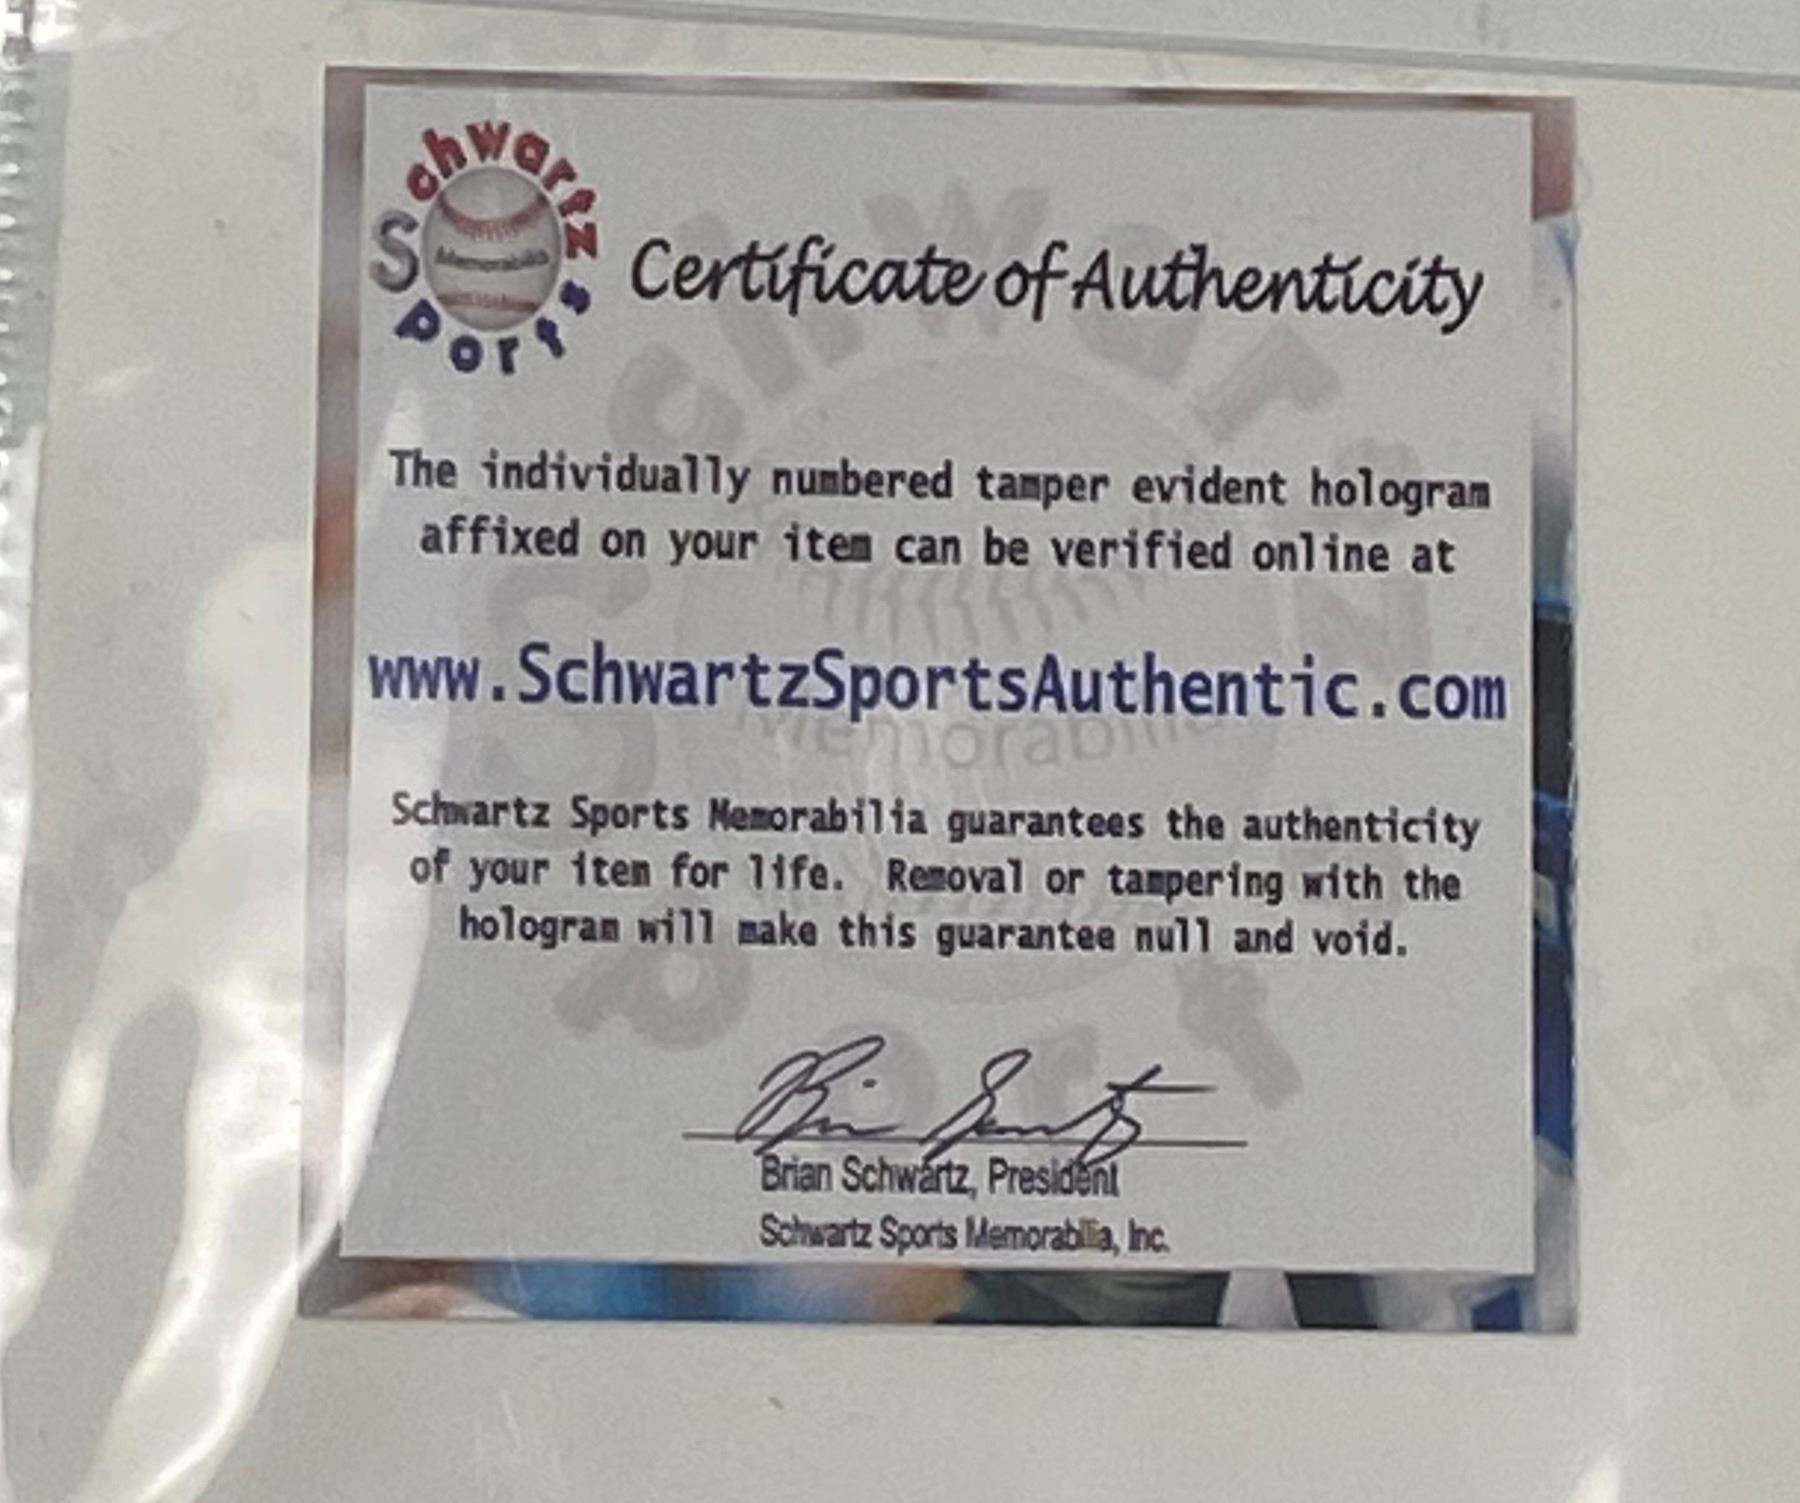 Schwartz
Sports
Memorabilia
Certificate of Authenticity
The individually numbered tamper evident hologram
affixed on your item can be verified online at
www.SchwartzSportsAuthentic.com
Schwartz Sports Memorabilia guarantees the authenticity
of your item for life. Removal or tampering with the
hologram will make this guarantee null and void.
Brian Schwartz
Brian Schwartz, President
Schwartz Sports Memorabilia, Inc.